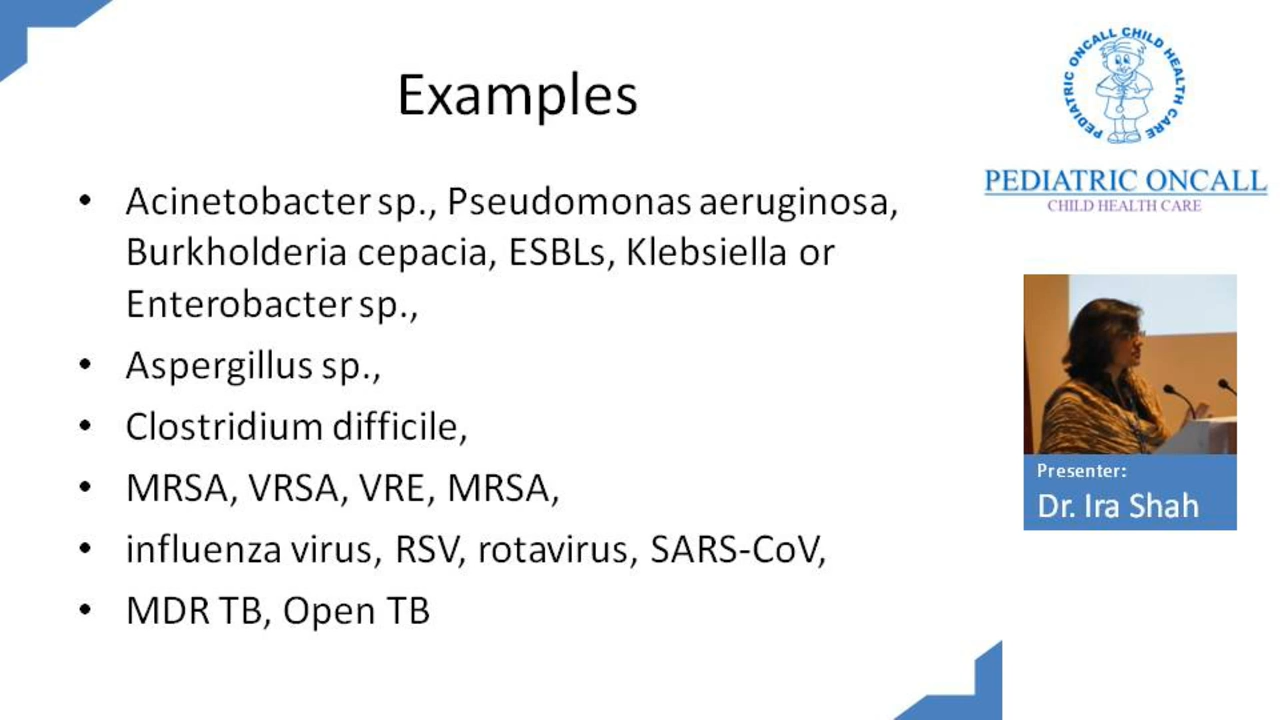 Examples
• Acinetobacter sp., Pseudomonas aeruginosa,
Burkholderia cepacia, ESBLs, Klebsiella or
Enterobacter sp.,
• Aspergillus sp.,
• Clostridium difficile,
• MRSA, VRSA, VRE, MRSA,
• influenza virus, RSV, rotavirus, SARS-CoV,
• MDR TB, Open TB
PEDIATRIC ONCALL CHILD HEALTH CARE
PEDIATRIC ONCALL
CHILD HEALTH CARE
Presenter:
Dr. Ira Shah